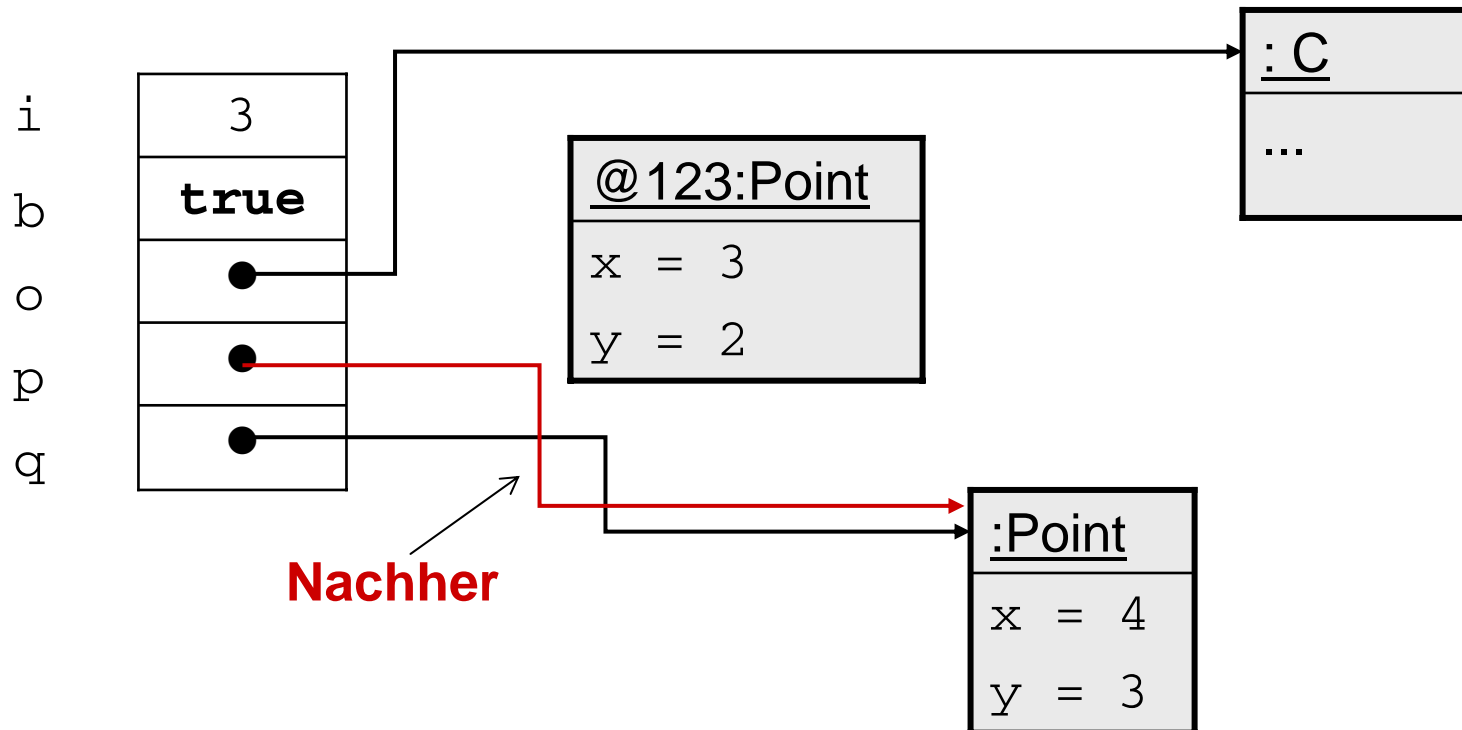 i 3
b true
o
p
q
@123:Point
x = 3
y = 2
: C
...
Nachher
:Point
x = 4
y = 3